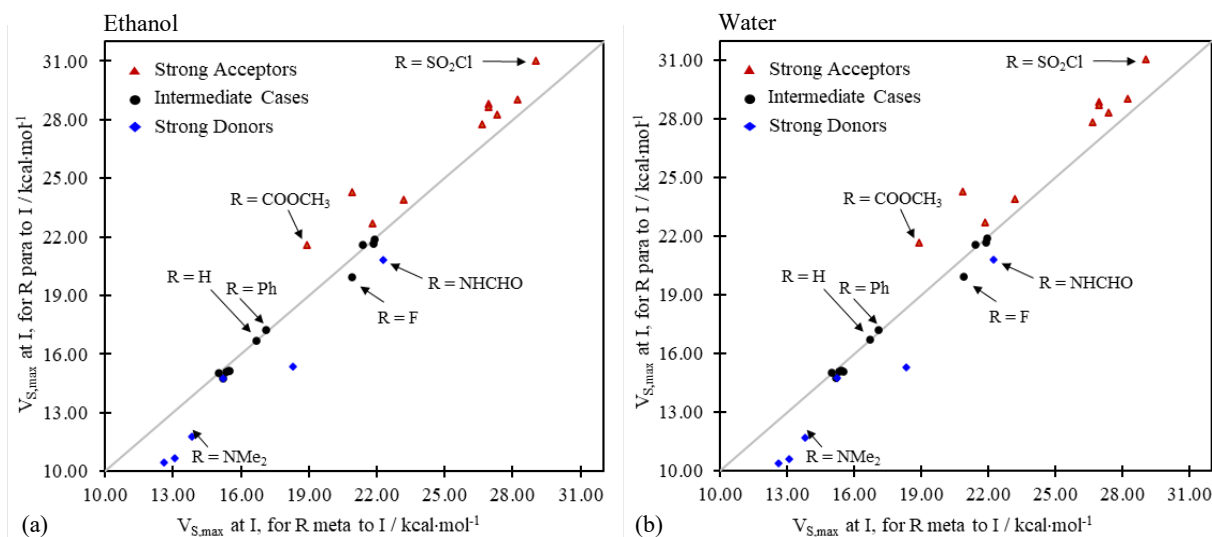 Ethanol
31.00
28.00
25.00
22.00
19.00
16.00
13.00
10.00
V_S,max at I, for R para to I / kcal·mol⁻¹
Strong Acceptors
Intermediate Cases
Strong Donors
R = SO₂Cl
R = COOCH₃
R = H
R = Ph
R = NHCHO
R = F
R = NMe₂
10.00 13.00 16.00 19.00 22.00 25.00 28.00 31.00
(a)
V_S,max at I, for R meta to I / kcal·mol⁻¹
Water
31.00
28.00
25.00
22.00
19.00
16.00
13.00
10.00
V_S,max at I, for R para to I / kcal·mol⁻¹
Strong Acceptors
Intermediate Cases
Strong Donors
R = SO₂Cl
R = COOCH₃
R = H
R = Ph
R = NHCHO
R = F
R = NMe₂
10.00 13.00 16.00 19.00 22.00 25.00 28.00 31.00
(b)
V_S,max at I, for R meta to I / kcal·mol⁻¹